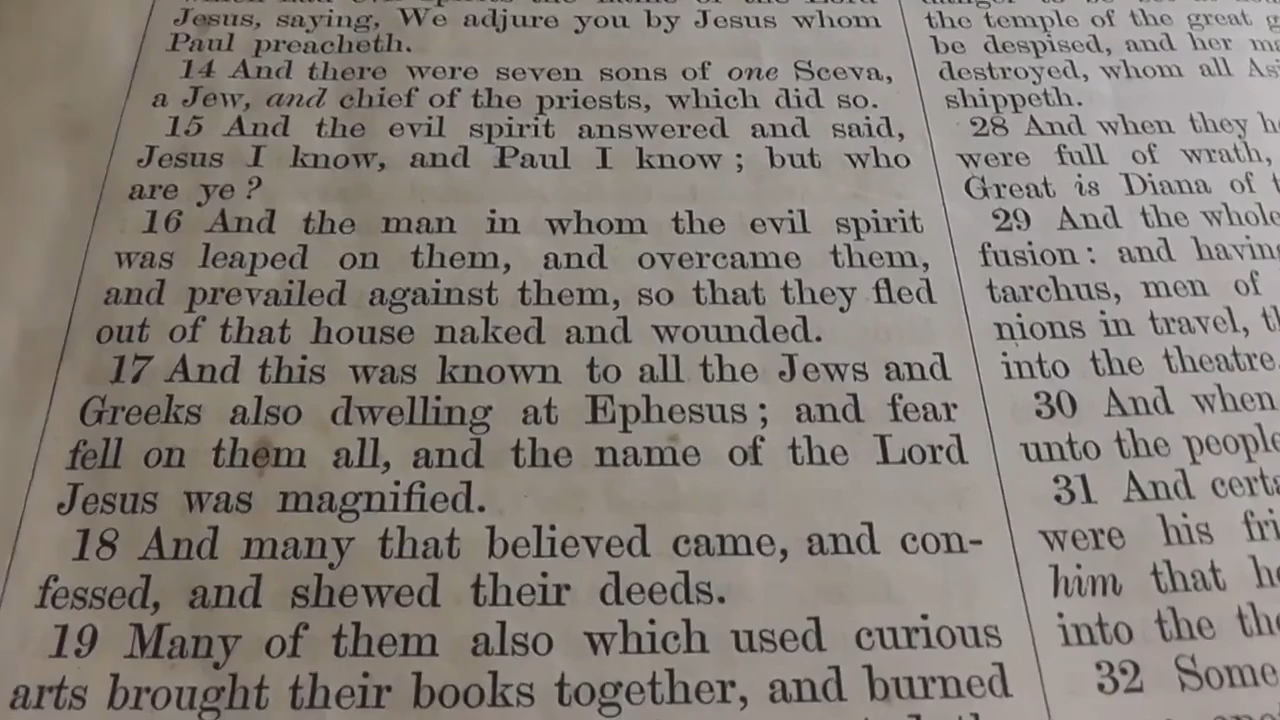 Jesus, saying, We adjure you by Jesus whom
Paul preacheth.
14 And there were seven sons of one Sceva,
a Jew, and chief of the priests, which did so.
15 And the evil spirit answered and said,
Jesus I know, and Paul I know ; but who
are ye ?
16 And the man in whom the evil spirit
was leaped on them, and overcame them,
and prevailed against them, so that they fled
out of that house naked and wounded.
17 And this was known to all the Jews and
Greeks also dwelling at Ephesus ; and fear
fell on them all, and the name of the Lord
Jesus was magnified.
18 And many that believed came, and con-
fessed, and shewed their deeds.
19 Many of them also which used curious
arts brought their books together, and burned
the temple of the great
be despised, and her
destroyed, whom all
shippeth.
28 And when they
were full of wrath,
Great is Diana of
29 And the whole
fusion : and having
tarchus, men of
nions in travel,
into the theatre.
30 And when
unto the people
31 And
were his
him that
into the
32 Some